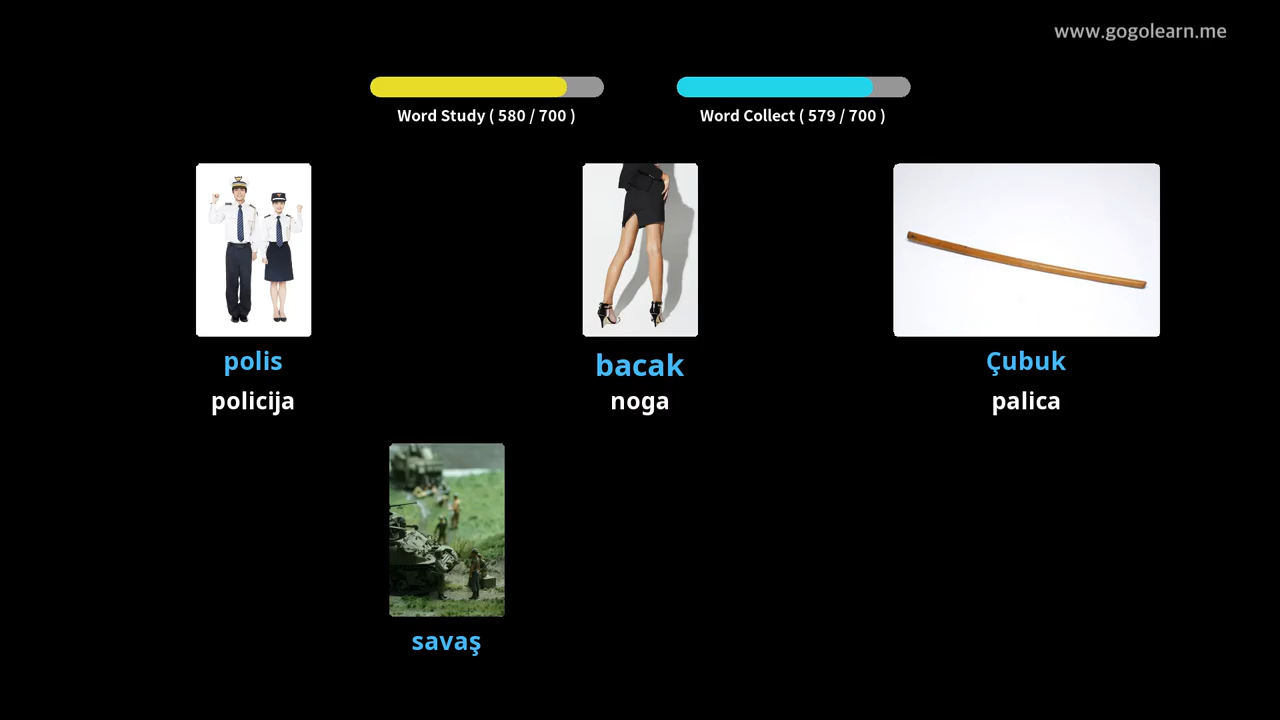 www.gogolearn.me
Word Study ( 580 / 700 )
Word Collect ( 579 / 700 )
polis
bacak
Çubuk
policija
noga
palica
savaş